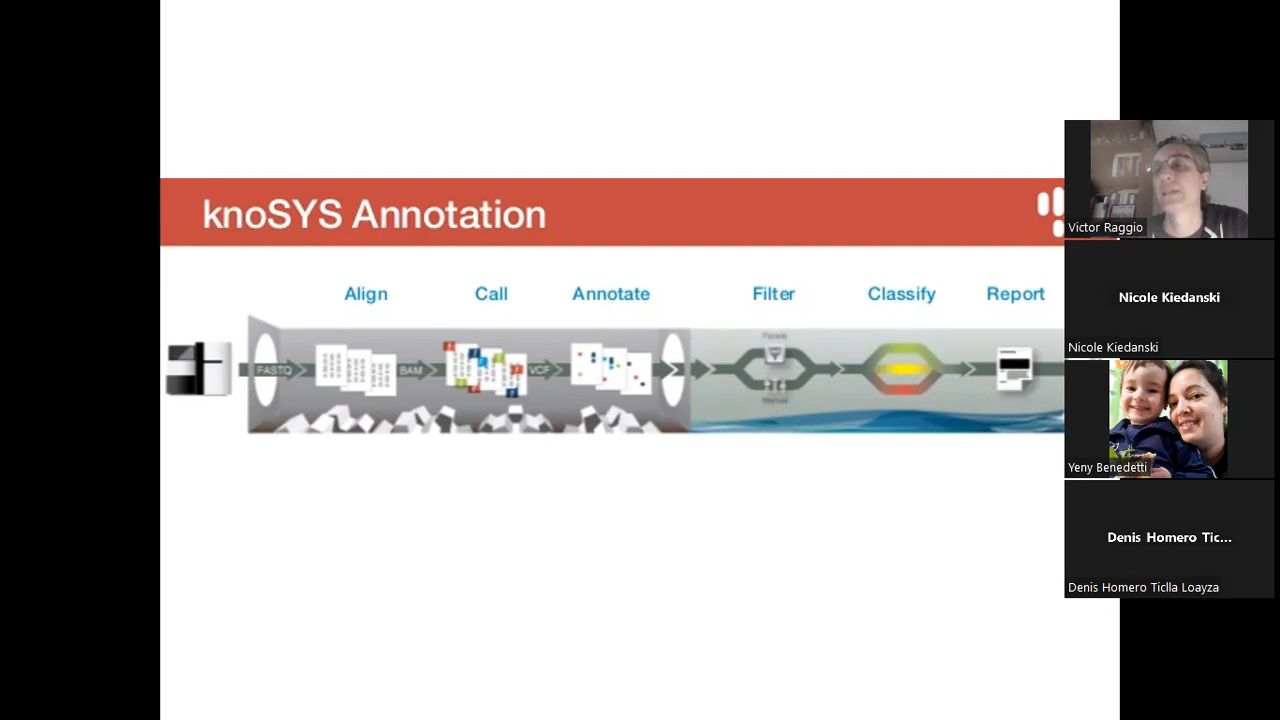 knoSYS Annotation
Align Call Annotate Filter Classify Report
FASTQ BAM VCF
Manual
Victor Raggio
Nicole Kiedanski
Nicole Kiedanski
Yeny Benedetti
Denis Homero Tic...
Denis Homero Ticlla Loayza